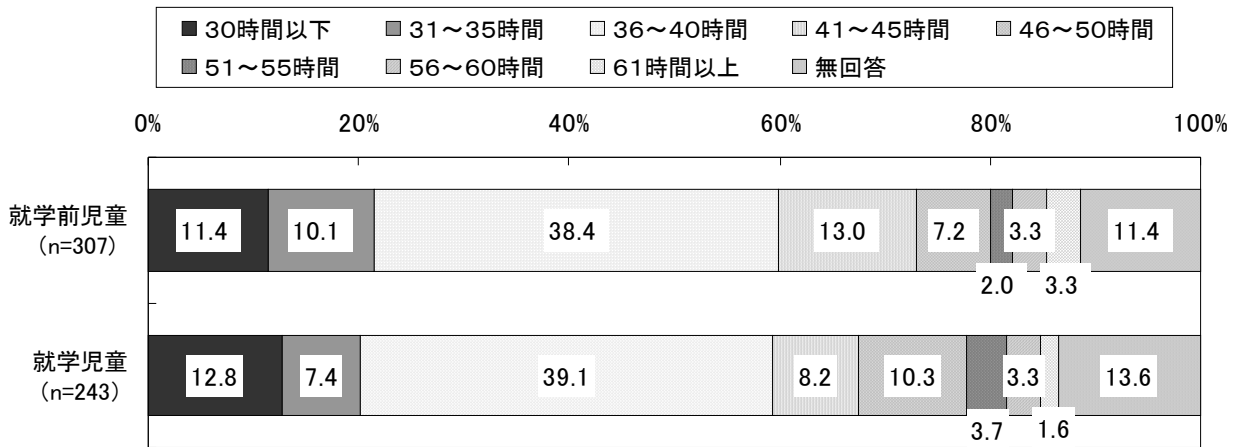 30時間以下 31～35時間 36～40時間 41～45時間 46～50時間
51～55時間 56～60時間 61時間以上 無回答
0% 20% 40% 60% 80% 100%
就学前児童
（n=307）
11.4 10.1 38.4 13.0 7.2 3.3 11.4
2.0 3.3
就学児童
（n=243）
12.8 7.4 39.1 8.2 10.3 3.3 13.6
3.7 1.6